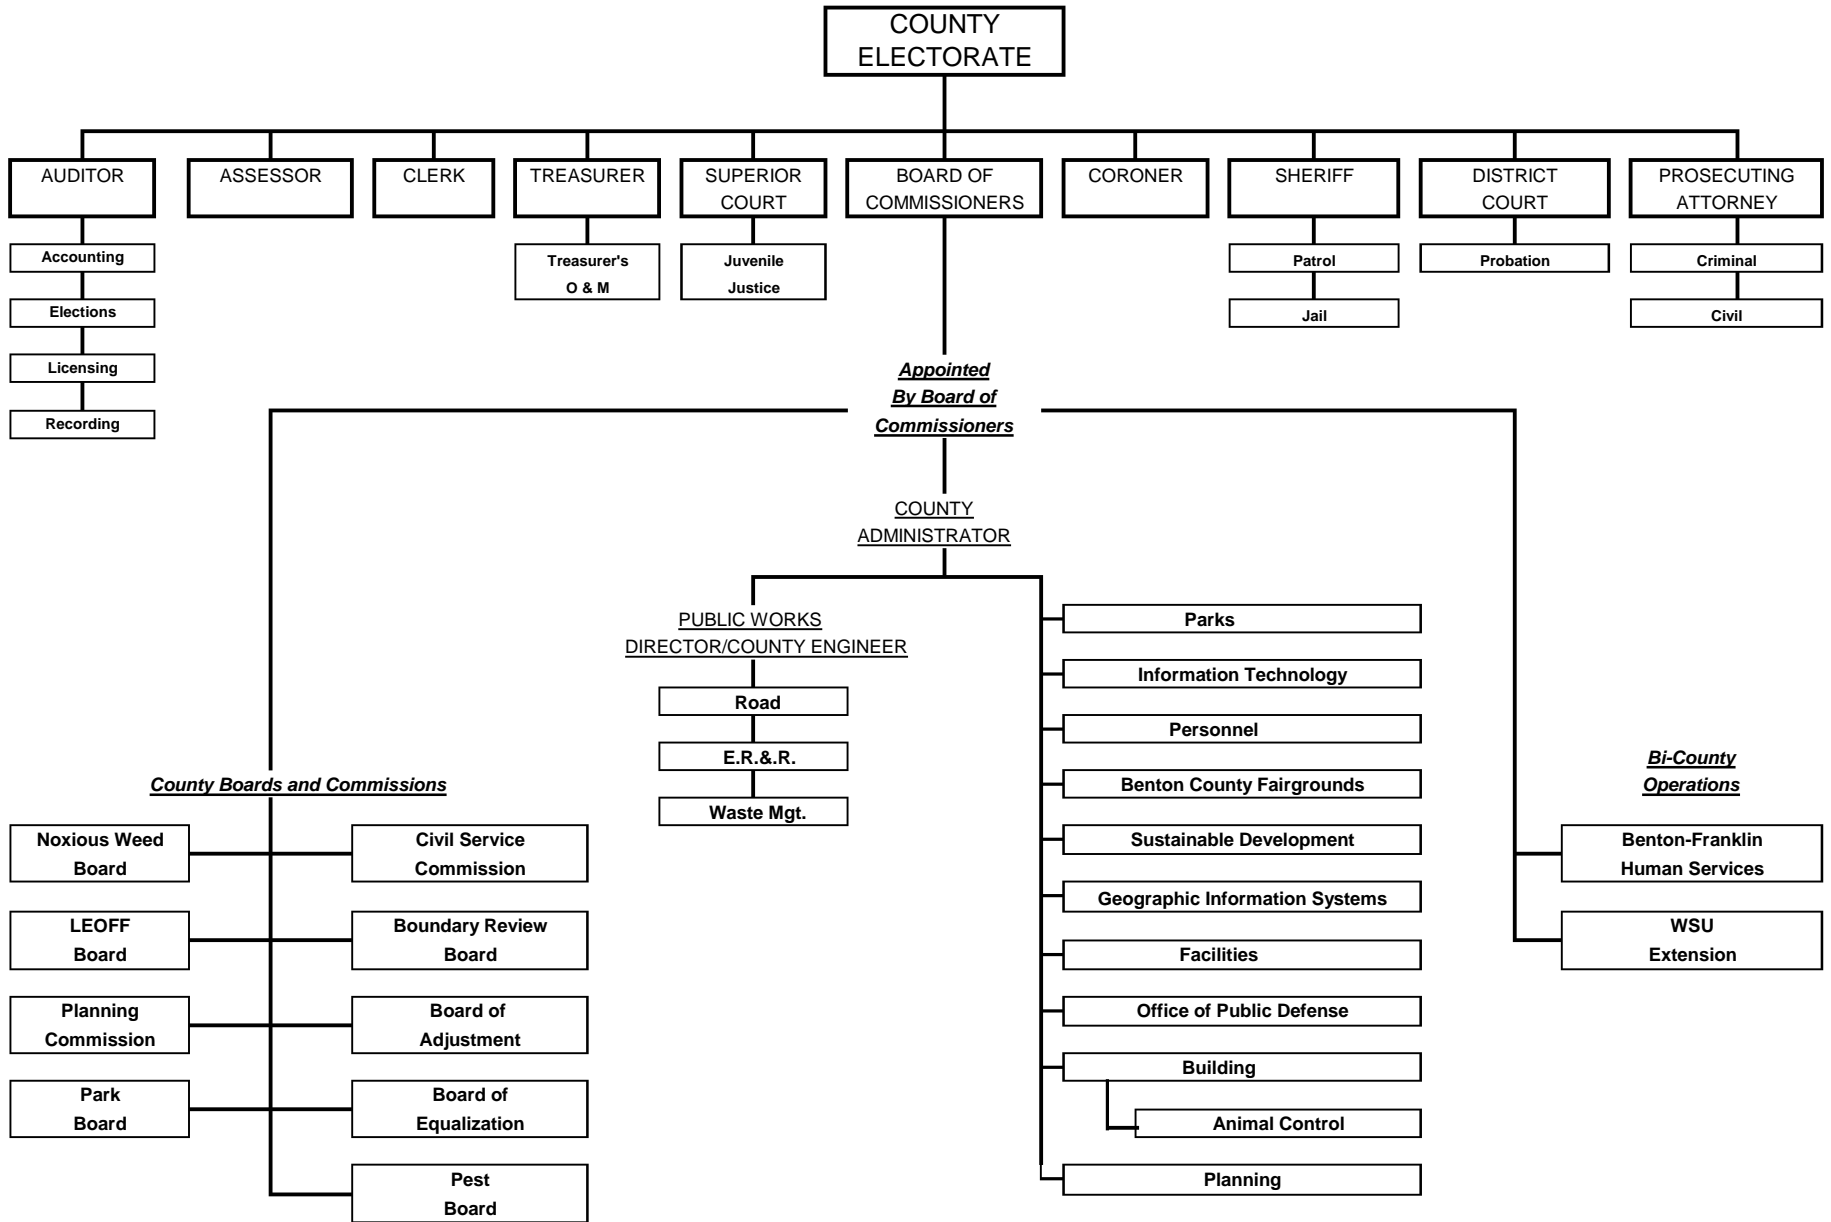 COUNTY
ELECTORATE
AUDITOR
ASSESSOR
CLERK
TREASURER
SUPERIOR
COURT
BOARD OF
COMMISSIONERS
CORONER
SHERIFF
DISTRICT
COURT
PROSECUTING
ATTORNEY
Accounting
Elections
Licensing
Recording
Treasurer's
O & M
Juvenile
Justice
Patrol
Jail
Probation
Criminal
Civil
Appointed
By Board of
Commissioners
COUNTY
ADMINISTRATOR
PUBLIC WORKS
DIRECTOR/COUNTY ENGINEER
Road
E.R.&.R.
Waste Mgt.
Parks
Information Technology
Personnel
Benton County Fairgrounds
Sustainable Development
Geographic Information Systems
Facilities
Office of Public Defense
Building
Animal Control
Planning
County Boards and Commissions
Noxious Weed
Board
Civil Service
Commission
LEOFF
Board
Boundary Review
Board
Planning
Commission
Board of
Adjustment
Park
Board
Board of
Equalization
Pest
Board
Bi-County
Operations
Benton-Franklin
Human Services
WSU
Extension